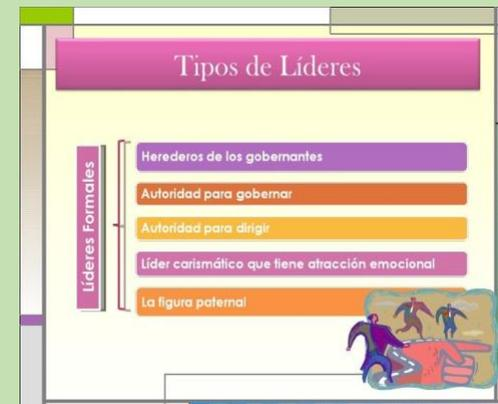 Tipos de Líderes
Líderes Formales
Herederos de los gobernantes
Autoridad para gobernar
Autoridad para dirigir
Líder carismático que tiene atracción emocional
La figura paternal